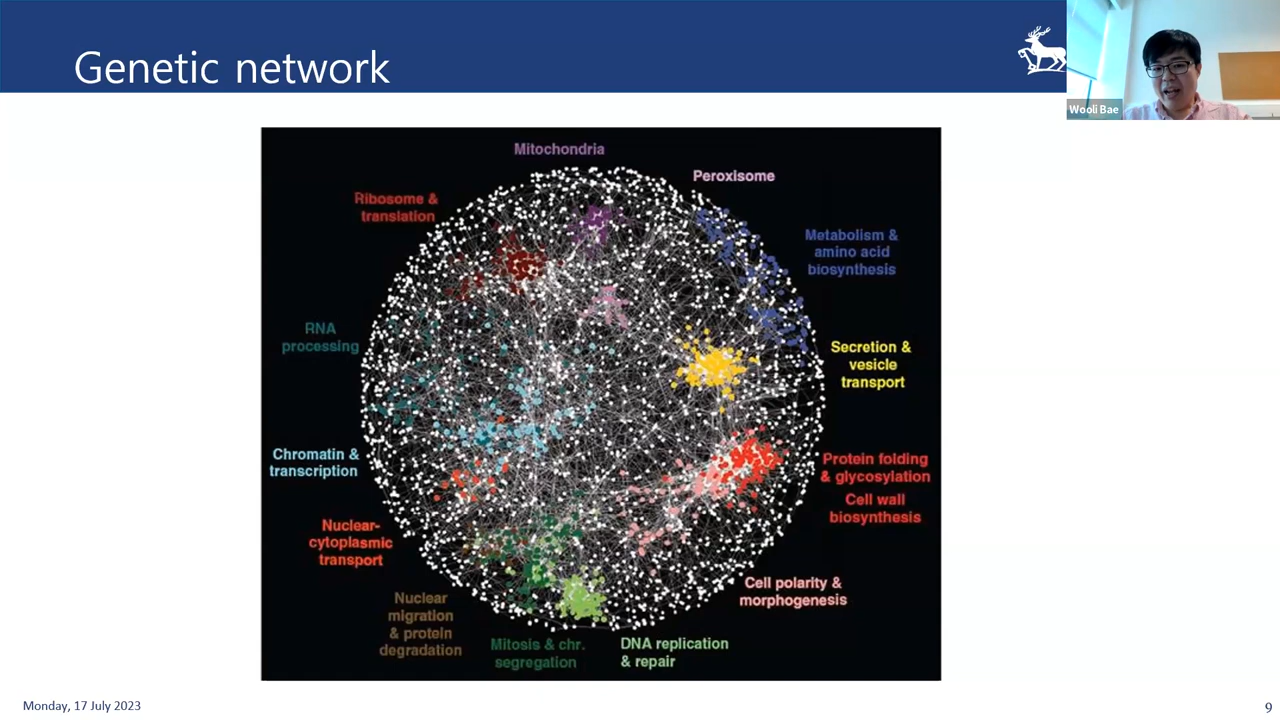 Genetic network
Wooli Bae
Mitochondria
Peroxisome
Ribosome &
translation
Metabolism &
amino acid
biosynthesis
RNA
processing
Secretion &
vesicle
transport
Chromatin &
transcription
Protein folding
& glycosylation
Cell wall
biosynthesis
Nuclear-
cytoplasmic
transport
Cell polarity &
morphogenesis
Nuclear
migration
& protein
degradation
Mitosis & chr.
segregation
DNA replication
& repair
Monday, 17 July 2023
9